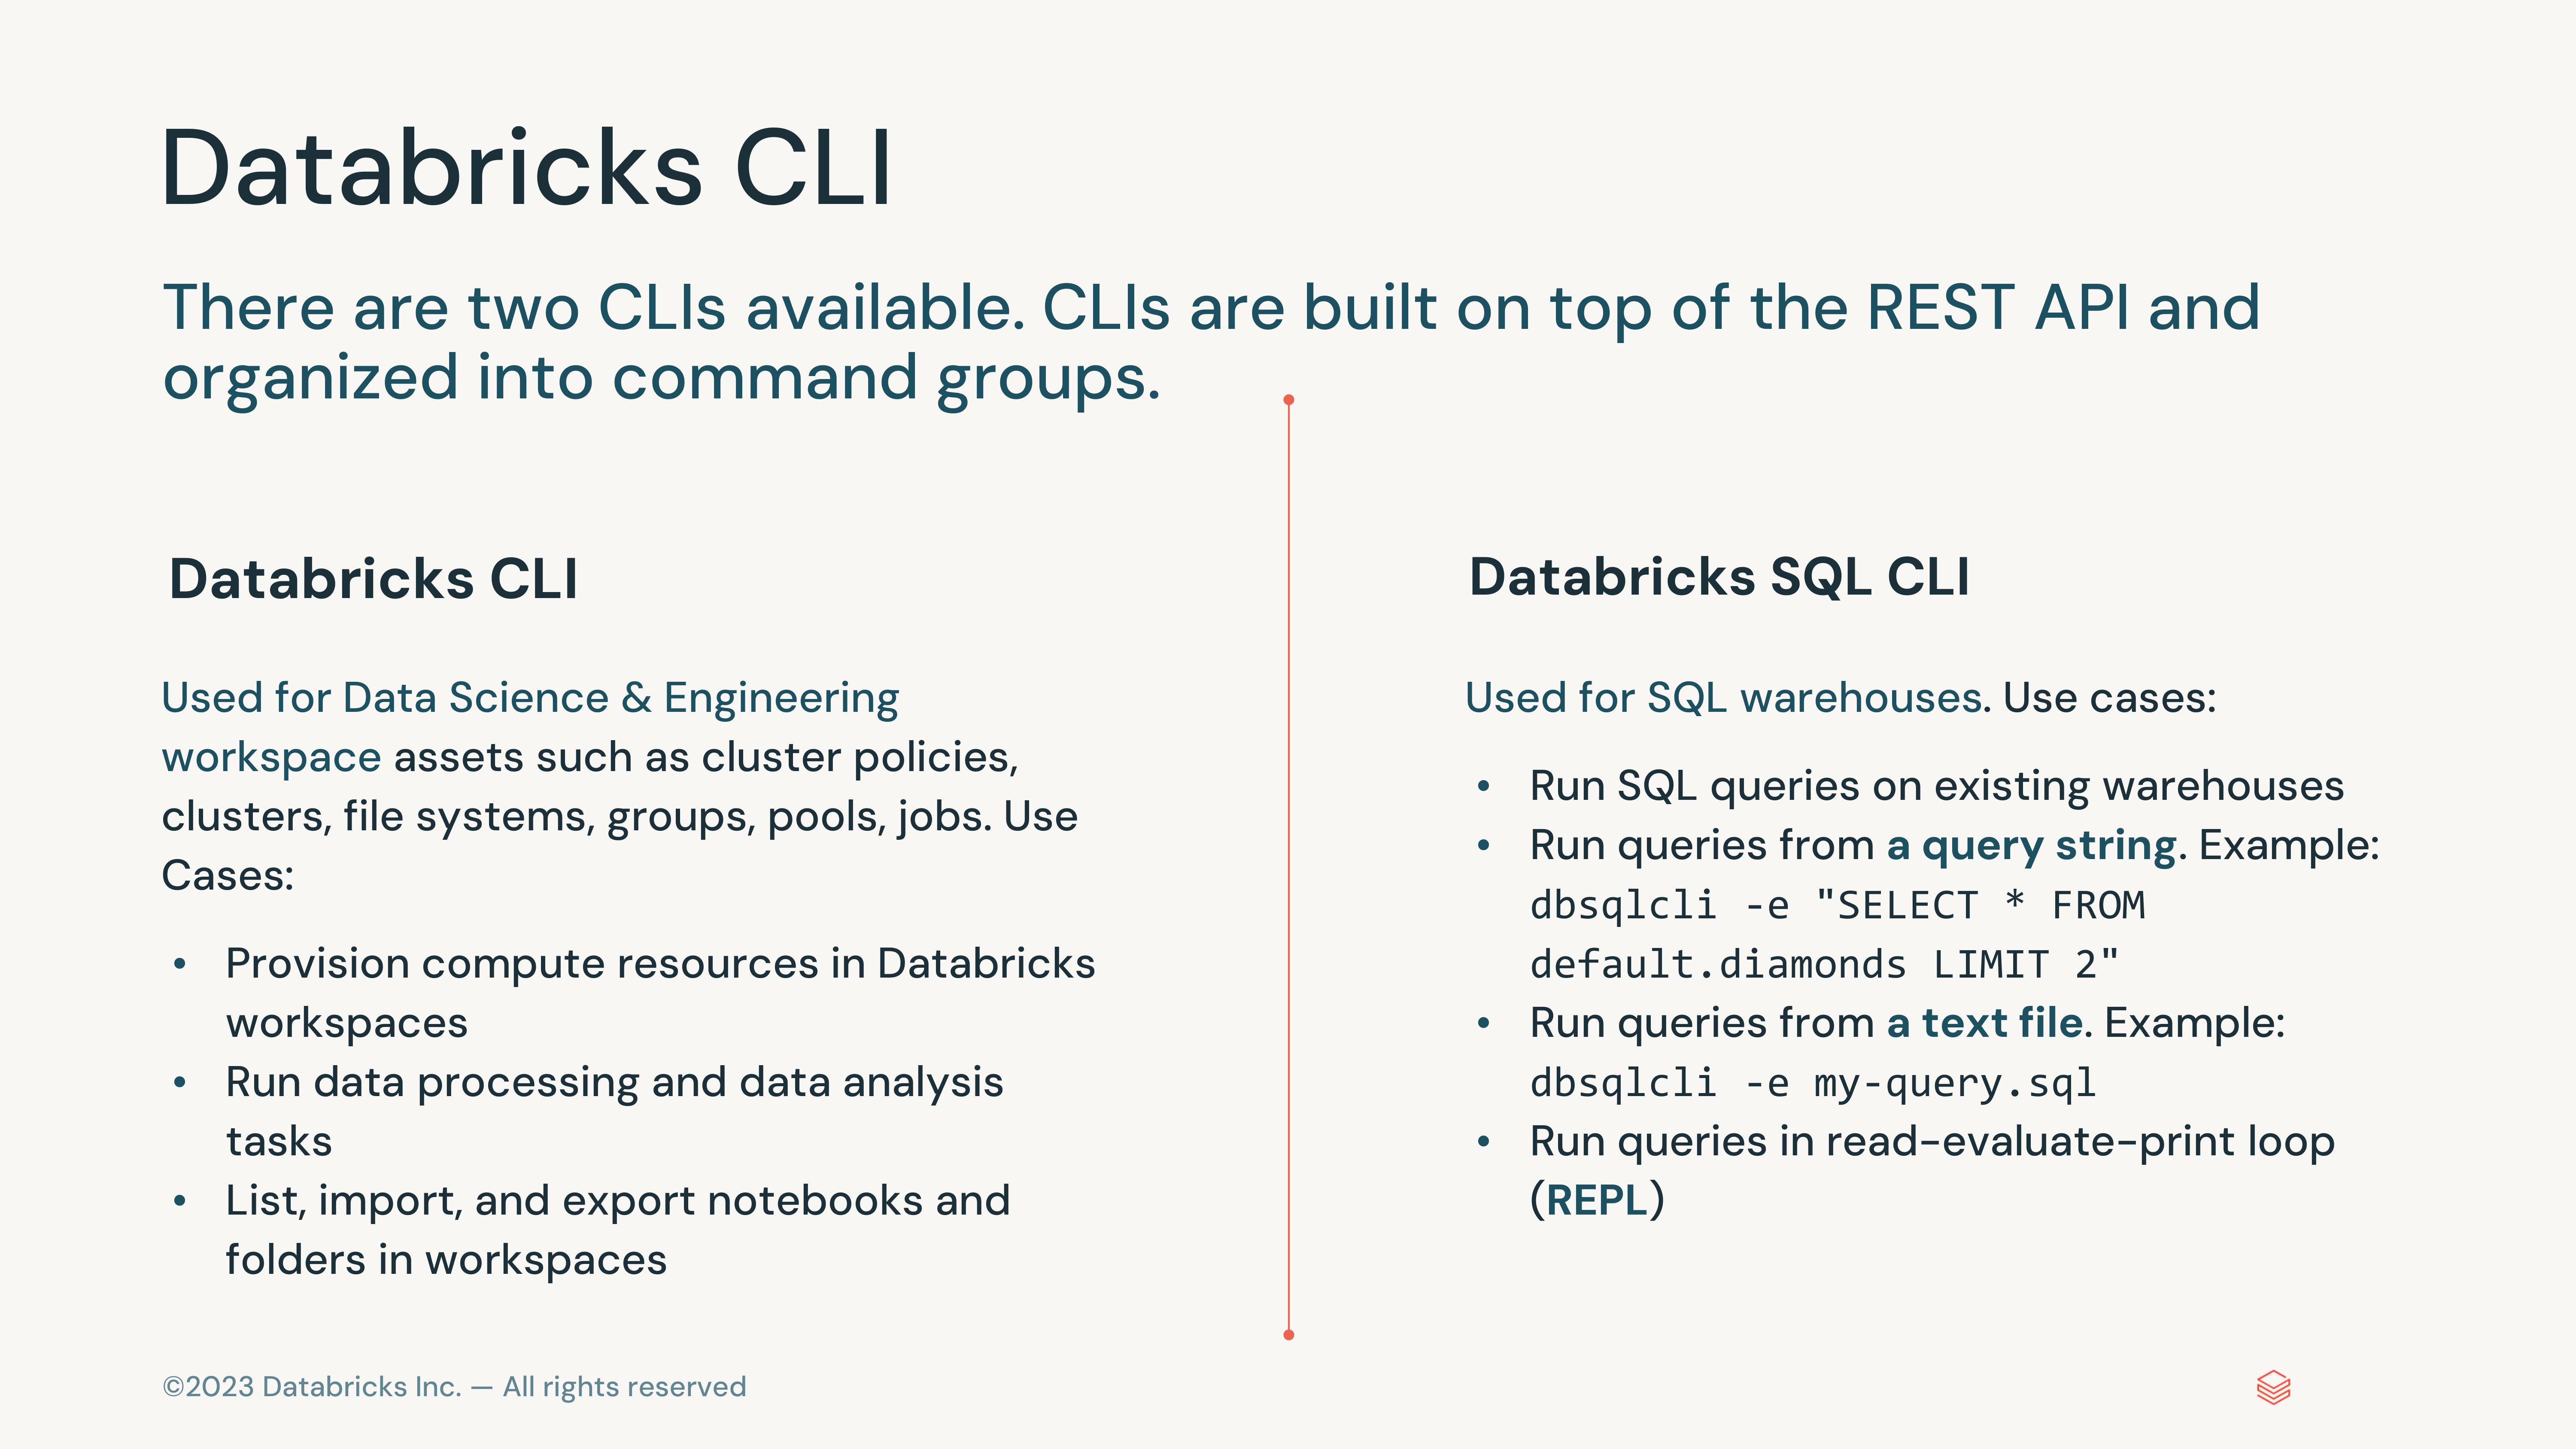 Databricks CLI
There are two CLIs available. CLIs are built on top of the REST API and
organized into command groups.
Databricks CLI
Used for Data Science & Engineering
workspace assets such as cluster policies,
clusters, file systems, groups, pools, jobs. Use
Cases:
• Provision compute resources in Databricks
workspaces
• Run data processing and data analysis
tasks
• List, import, and export notebooks and
folders in workspaces
Databricks SQL CLI
Used for SQL warehouses. Use cases:
• Run SQL queries on existing warehouses
• Run queries from a query string. Example:
dbsqlcli -e "SELECT * FROM
default.diamonds LIMIT 2"
• Run queries from a text file. Example:
dbsqlcli -e my-query.sql
• Run queries in read-evaluate-print loop
(REPL)
©2023 Databricks Inc. — All rights reserved